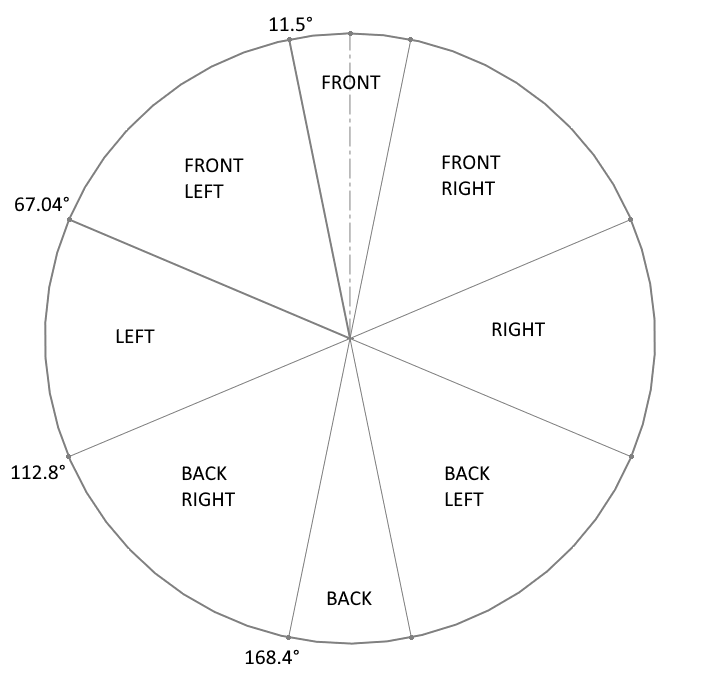 11.5°
FRONT
FRONT
LEFT
FRONT
RIGHT
67.04°
LEFT
RIGHT
112.8°
BACK
RIGHT
BACK
LEFT
BACK
168.4°